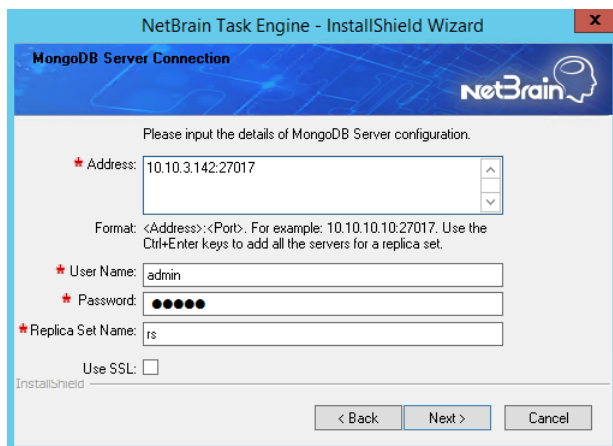 NetBrain Task Engine - InstallShield Wizard
x
MongoDB Server Connection
NetBrain
Please input the details of MongoDB Server configuration.
* Address: 10.10.3.142:27017
Format: <Address>:<Port>. For example: 10.10.10.10:27017. Use the
Ctrl+Enter keys to add all the servers for a replica set.
* User Name: admin
* Password: ●●●●●
* Replica Set Name: rs
Use SSL:
InstallShield
< Back Next > Cancel